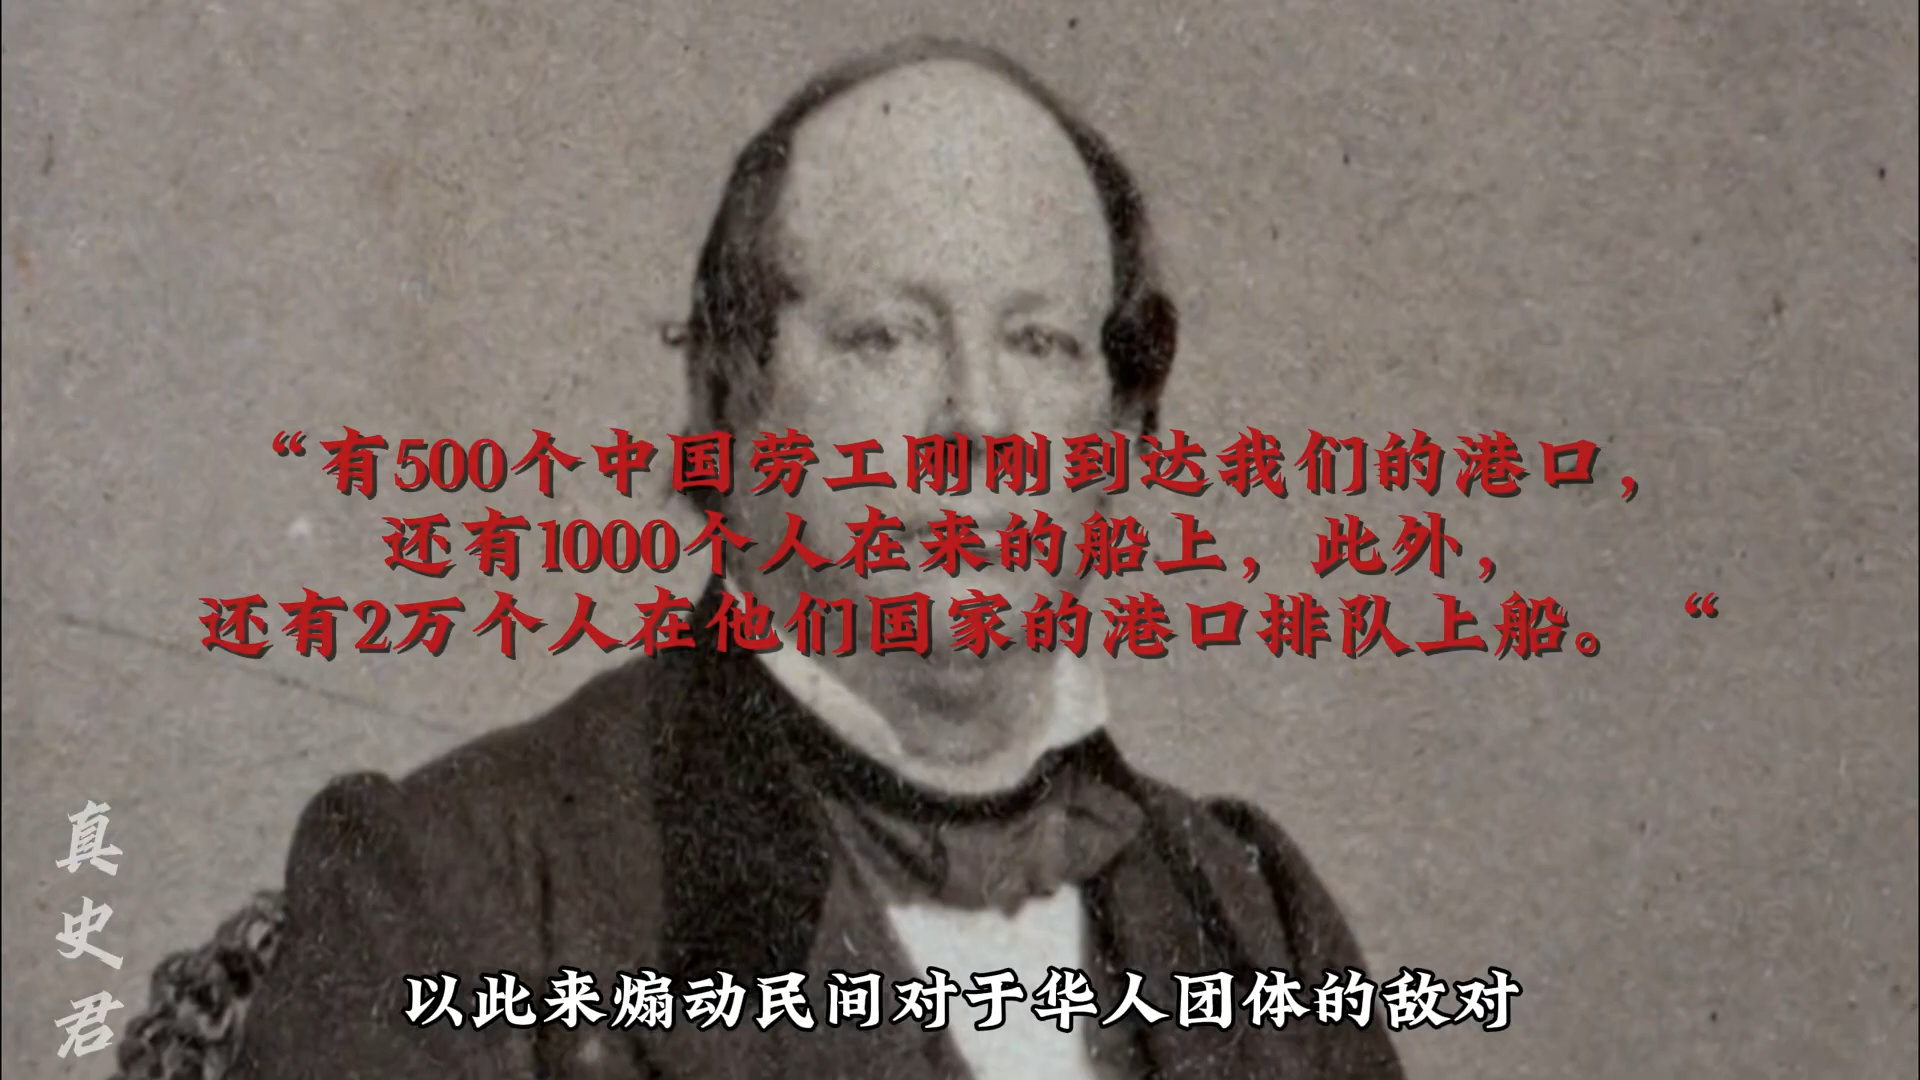 “有500个中国劳工刚刚到达我们的港口，
还有1000个人在来的船上，此外，
还有2万个人在他们国家的港口排队上船。“
真史君
以此来煽动民间对于华人团体的敌对